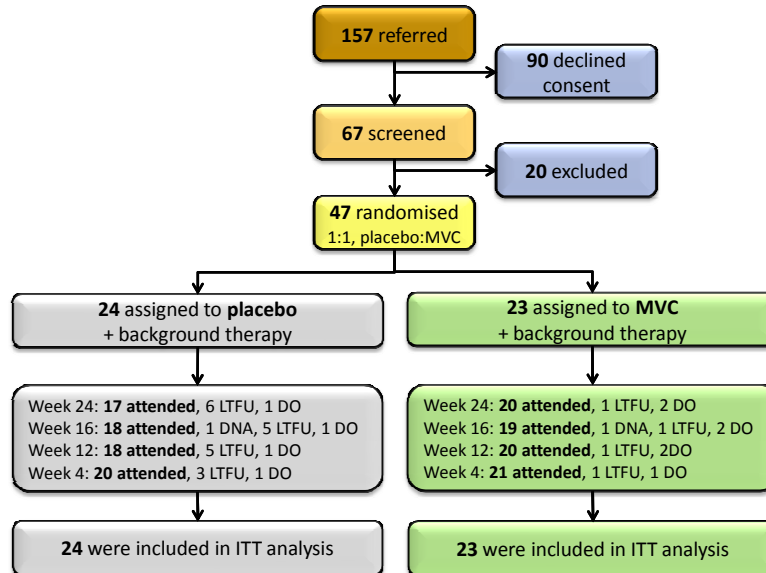 157 referred
90 declined
consent
67 screened
20 excluded
47 randomised
1:1, placebo:MVC
24 assigned to placebo
+ background therapy
23 assigned to MVC
+ background therapy
Week 24: 17 attended, 6 LTFU, 1 DO
Week 16: 18 attended, 1 DNA, 5 LTFU, 1 DO
Week 12: 18 attended, 5 LTFU, 1 DO
Week 4: 20 attended, 3 LTFU, 1 DO
Week 24: 20 attended, 1 LTFU, 2 DO
Week 16: 19 attended, 1 DNA, 1 LTFU, 2 DO
Week 12: 20 attended, 1 LTFU, 2DO
Week 4: 21 attended, 1 LTFU, 1 DO
24 were included in ITT analysis
23 were included in ITT analysis